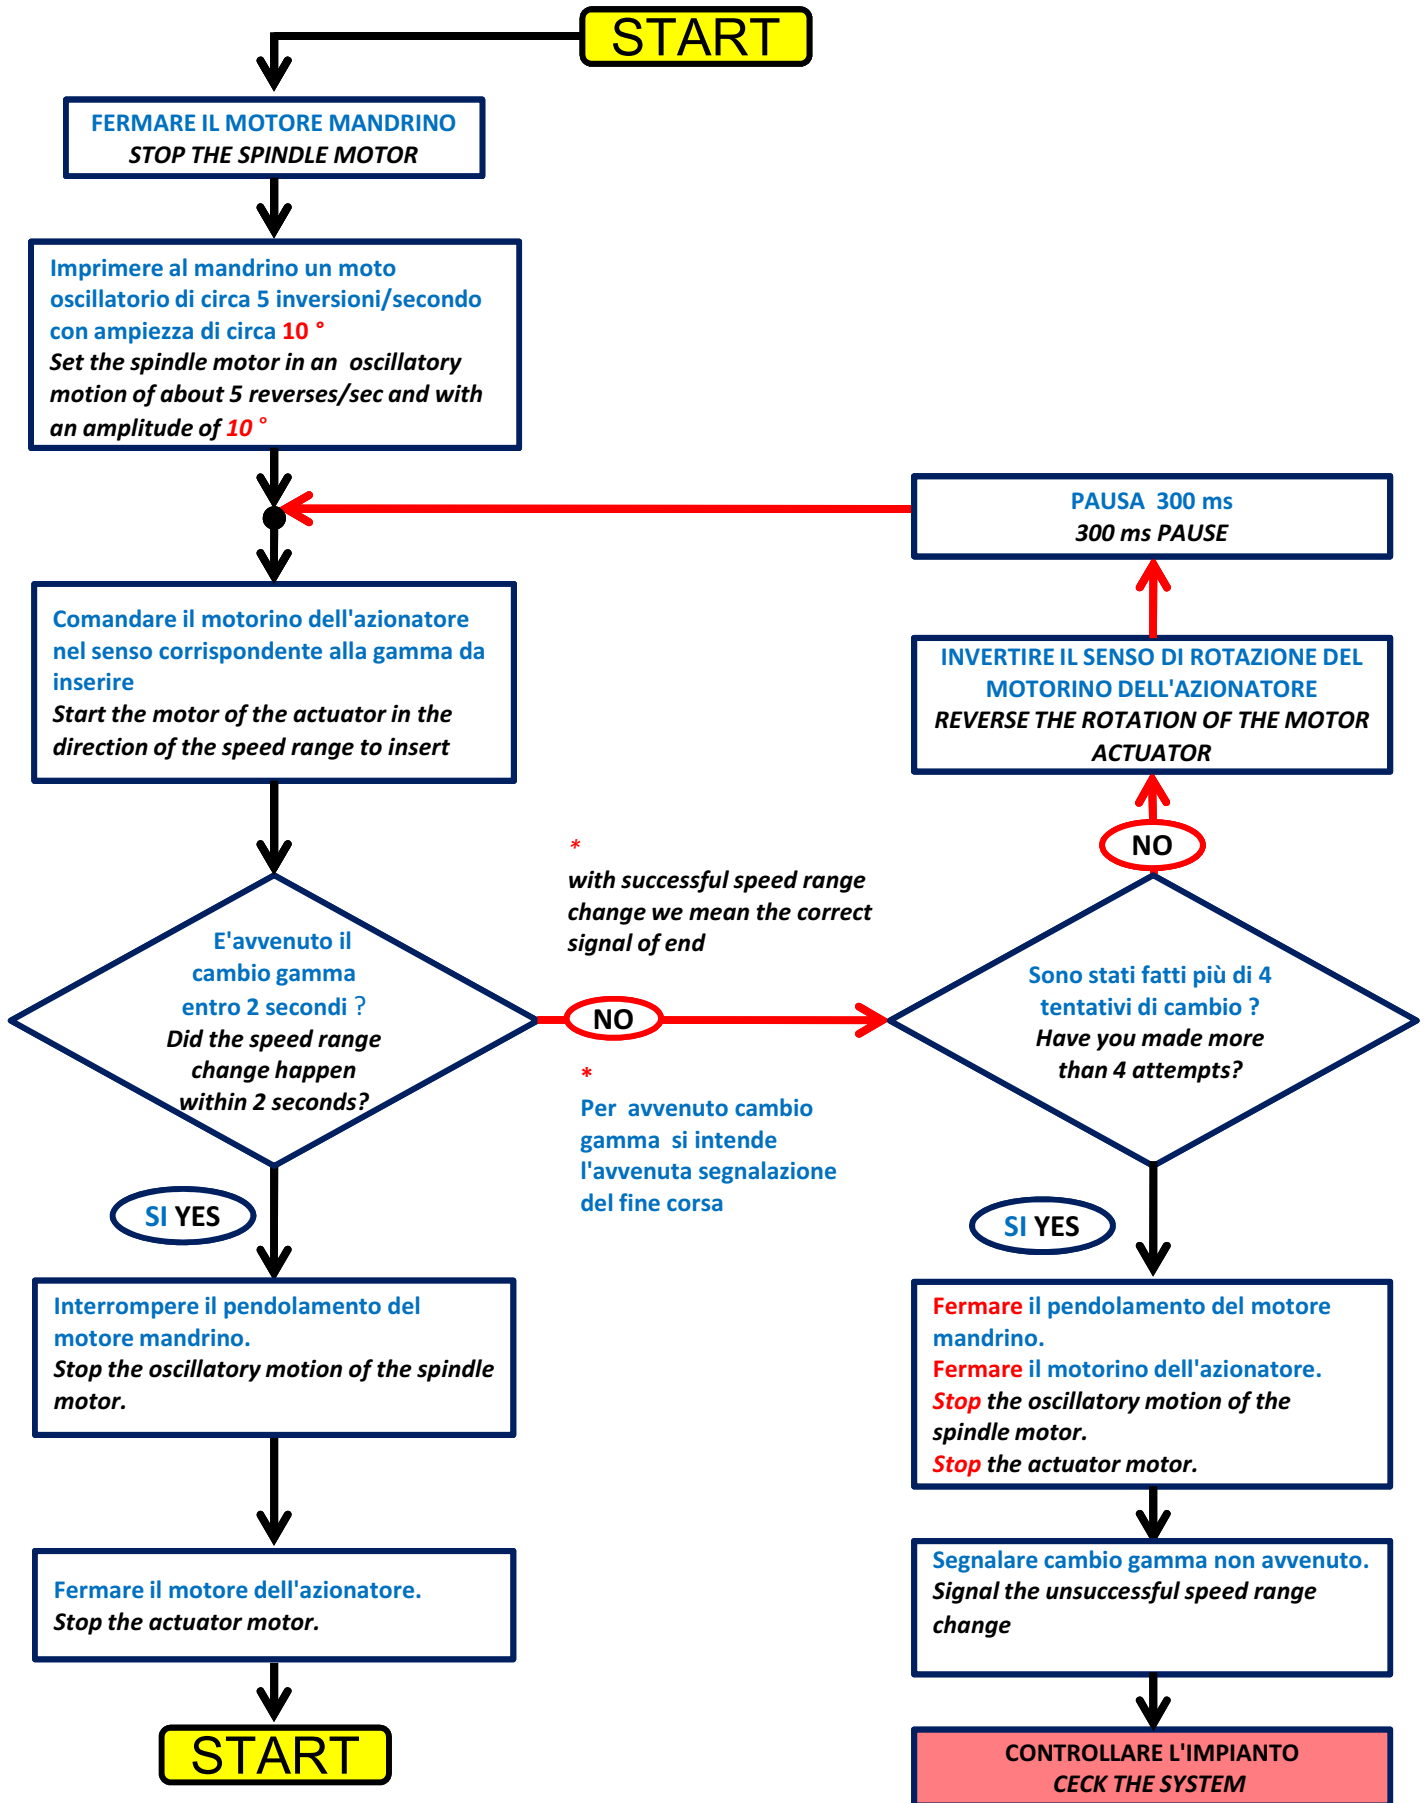 START
FERMARE IL MOTORE MANDRINO
STOP THE SPINDLE MOTOR
Imprimere al mandrino un moto
oscillatorio di circa 5 inversioni/secondo
con ampiezza di circa 10 °
Set the spindle motor in an oscillatory
motion of about 5 reverses/sec and with
an amplitude of 10 °
PAUSA 300 ms
300 ms PAUSE
Comandare il motorino dell'azionatore
nel senso corrispondente alla gamma da
inserire
Start the motor of the actuator in the
direction of the speed range to insert
INVERTIRE IL SENSO DI ROTAZIONE DEL
MOTORINO DELL'AZIONATORE
REVERSE THE ROTATION OF THE MOTOR
ACTUATOR
NO
*
with successful speed range
change we mean the correct
signal of end
E'avvenuto il
cambio gamma
entro 2 secondi ?
Did the speed range
change happen
within 2 seconds?
NO
Sono stati fatti più di 4
tentativi di cambio ?
Have you made more
than 4 attempts?
*
Per avvenuto cambio
gamma si intende
l'avvenuta segnalazione
del fine corsa
SI YES
SI YES
Interrompere il pendolamento del
motore mandrino.
Stop the oscillatory motion of the spindle
motor.
Fermare il pendolamento del motore
mandrino.
Fermare il motorino dell'azionatore.
Stop the oscillatory motion of the
spindle motor.
Stop the actuator motor.
Fermare il motore dell'azionatore.
Stop the actuator motor.
Segnalare cambio gamma non avvenuto.
Signal the unsuccessful speed range
change
START
CONTROLLARE L'IMPIANTO
CECK THE SYSTEM